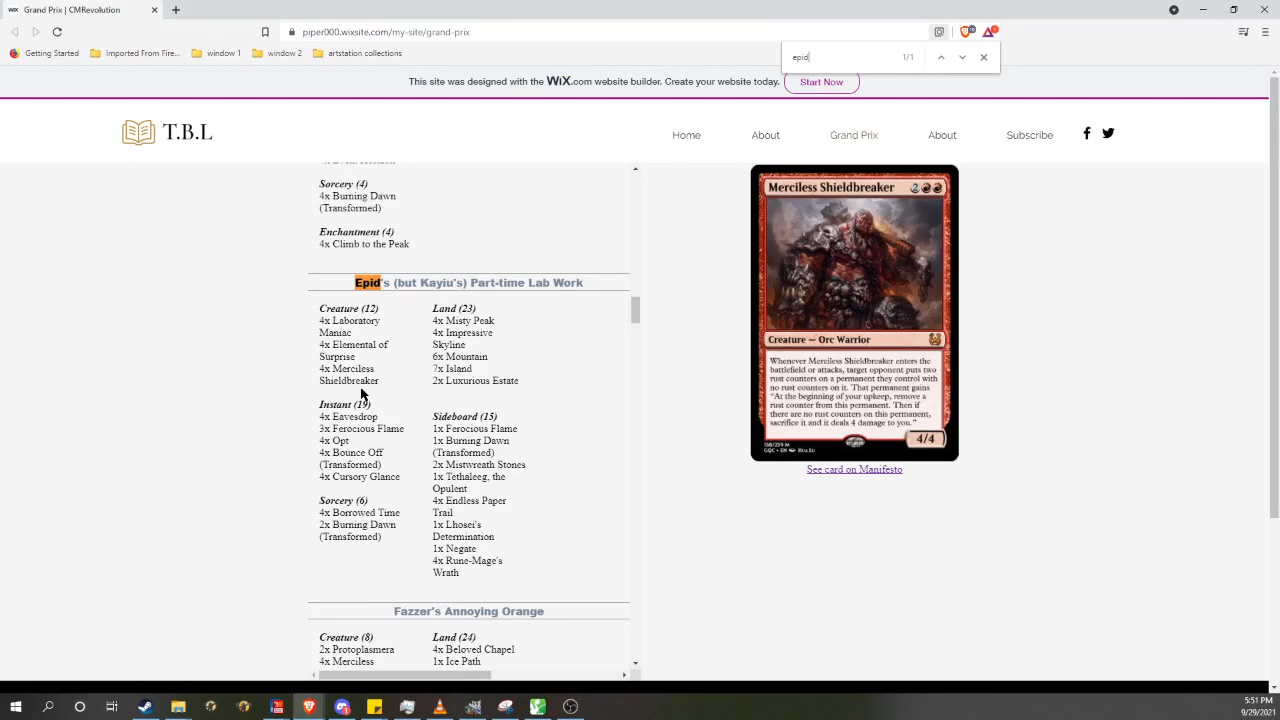 Grand Prix | CMRevolution
piper000.wixsite.com/my-site/grand-prix
Getting Started
Imported From Fire...
window 1
window 2
artstation collections
epid
1/1
This site was designed with the WiX.com website builder. Create your website today.
Start Now
T.B.L
Home
About
Grand Prix
About
Subscribe
Sorcery (4)
4x Burning Dawn
(Transformed)
Enchantment (4)
4x Climb to the Peak
Epid's (but Kayiu's) Part-time Lab Work
Creature (12)
4x Laboratory
Maniac
4x Elemental of
Surprise
4x Merciless
Shieldbreaker
Instant (19)
4x Eavesdrop
3x Ferocious Flame
4x Opt
4x Bounce Off
(Transformed)
4x Cursory Glance
Sorcery (6)
4x Borrowed Time
2x Burning Dawn
(Transformed)
Land (23)
4x Misty Peak
4x Impressive
Skyline
6x Mountain
7x Island
2x Luxurious Estate
Sideboard (15)
1x Ferocious Flame
1x Burning Dawn
(Transformed)
2x Mistwreath Stones
1x Tethaleeg, the
Opulent
4x Endless Paper
Trail
1x Lhosei's
Determination
1x Negate
4x Rune-Mage's
Wrath
Fazzer's Annoying Orange
Creature (8)
2x Protoplasmera
4x Merciless
Land (24)
4x Beloved Chapel
1x Ice Path
Merciless Shieldbreaker
2
Creature — Orc Warrior
Whenever Merciless Shieldbreaker enters the
battlefield or attacks, target opponent puts two
rust counters on a permanent they control with
no rust counters on it. That permanent gains
"At the beginning of your upkeep, remove a
rust counter from this permanent. Then if
there are no rust counters on this permanent,
sacrifice it and it deals 4 damage to you."
4/4
See card on Manifesto
5:51 PM
9/29/2021